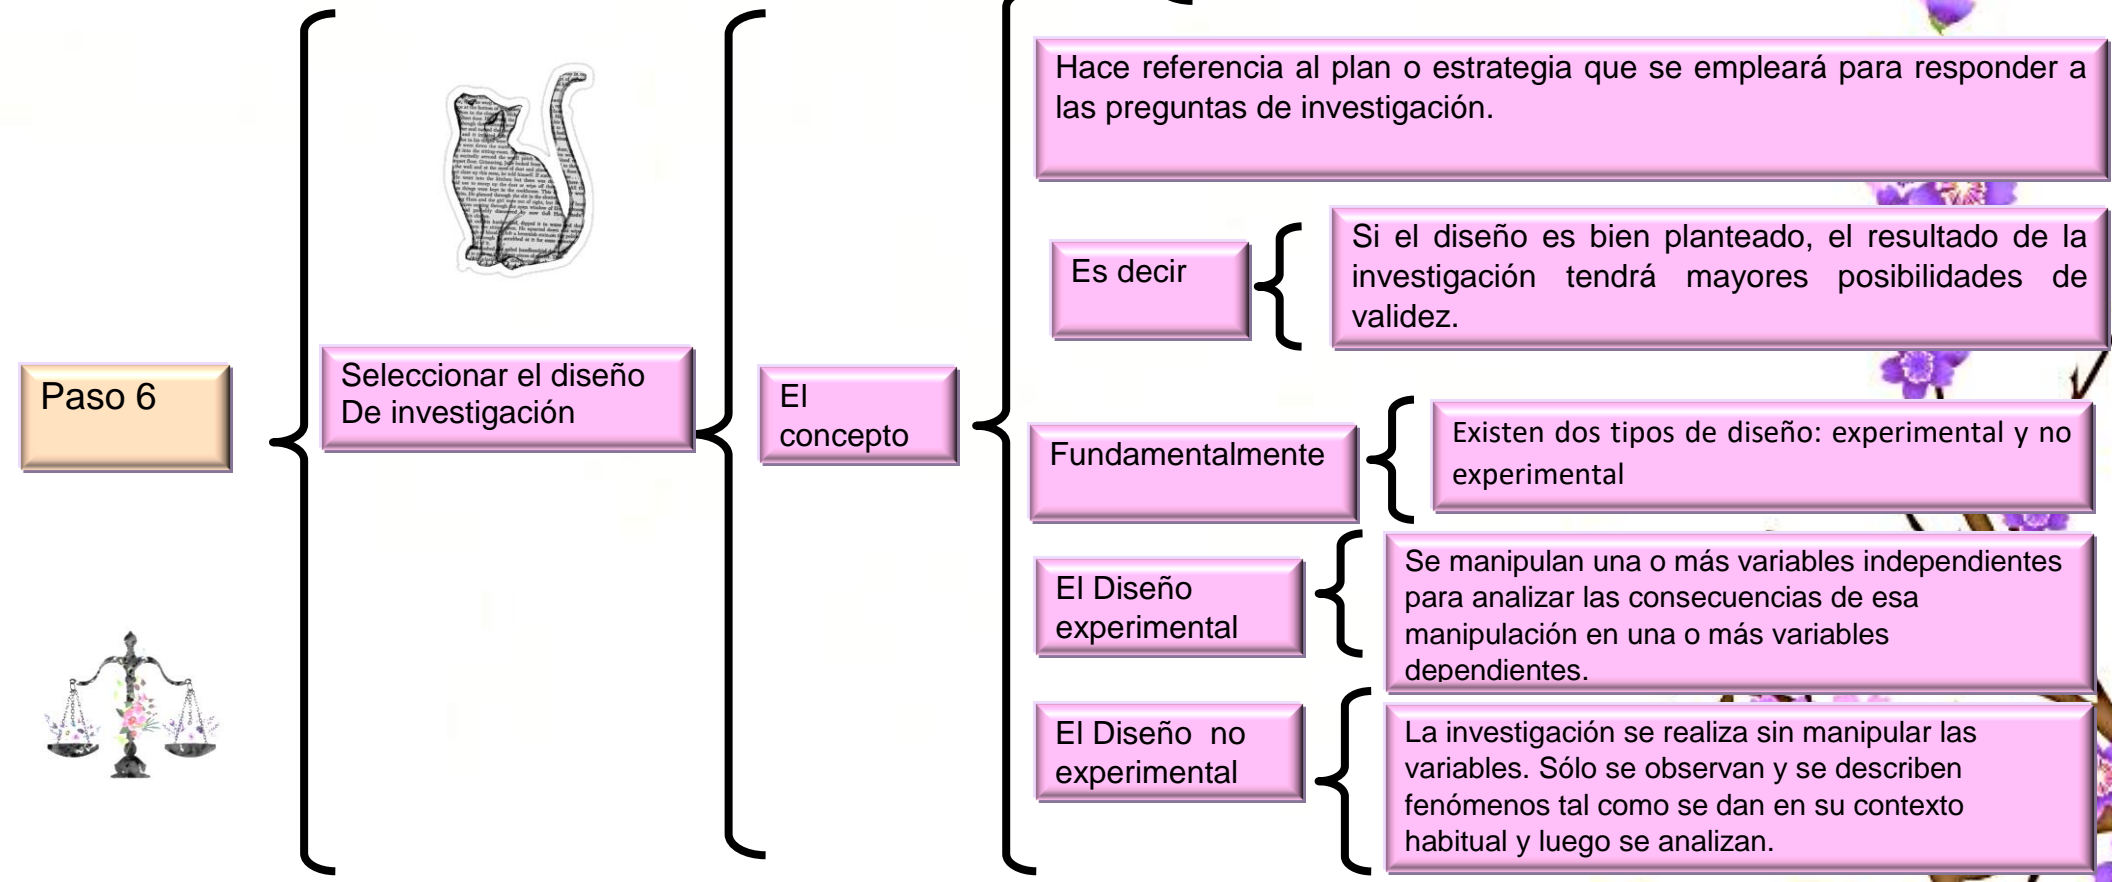 Paso 6
Seleccionar el diseño
De investigación
El
concepto
Hace referencia al plan o estrategia que se empleará para responder a
las preguntas de investigación.
Es decir
Si el diseño es bien planteado, el resultado de la
investigación tendrá mayores posibilidades de
validez.
Fundamentalmente
Existen dos tipos de diseño: experimental y no
experimental
El Diseño
experimental
Se manipulan una o más variables independientes
para analizar las consecuencias de esa
manipulación en una o más variables
dependientes.
El Diseño  no
experimental
La investigación se realiza sin manipular las
variables. Sólo se observan y se describen
fenómenos tal como se dan en su contexto
habitual y luego se analizan.